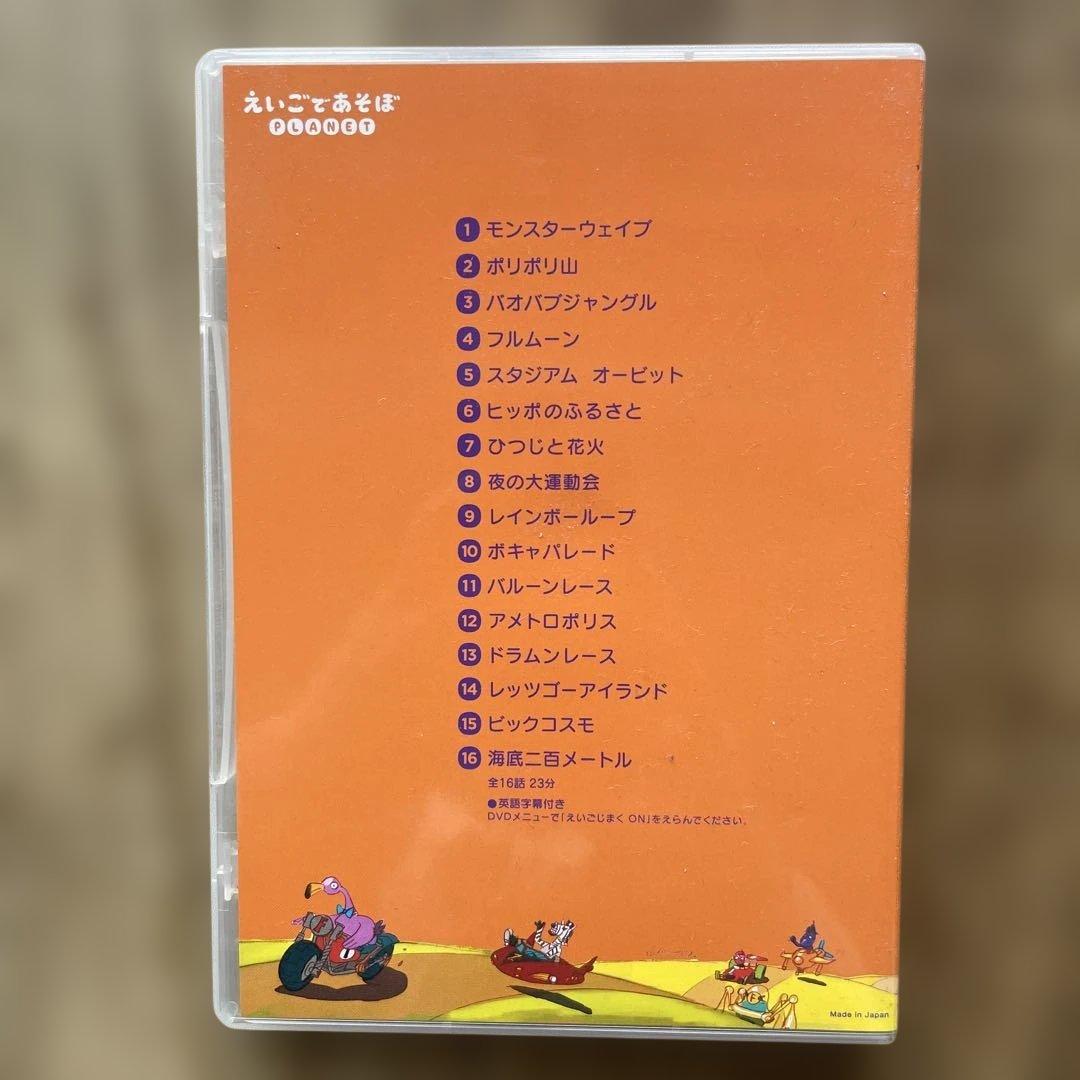 えいごであそぼ
PLANET
1 モンスターウェイブ
2 ポリポリ山
3 バオバブジャングル
4 フルムーン
5 スタジアム オービット
6 ヒッポのふるさと
7 ひつじと花火
8 夜の大運動会
9 レインボーループ
10 ボキャパレード
11 バルーンレース
12 アメトロポリス
13 ドラムンレース
14 レッツゴーアイランド
15 ビックコスモ
16 海底二百メートル
全16話 23分
●英語字幕付き
DVDメニューで「えいごじまく ON」をえらんでください。
Made in Japan